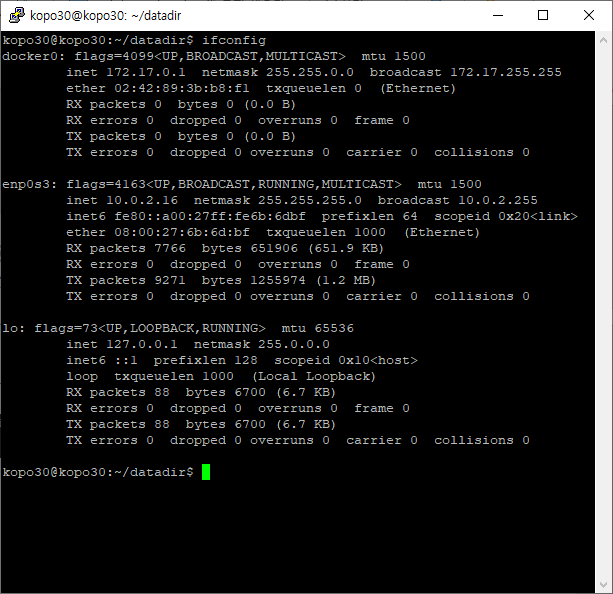 kopo30@kopo30: ~/datadir
kopo30@kopo30:~/datadir$ ifconfig
docker0: flags=4099<UP,BROADCAST,MULTICAST>  mtu 1500
        inet 172.17.0.1  netmask 255.255.0.0  broadcast 172.17.255.255
        ether 02:42:89:3b:b8:f1  txqueuelen 0  (Ethernet)
        RX packets 0  bytes 0 (0.0 B)
        RX errors 0  dropped 0  overruns 0  frame 0
        TX packets 0  bytes 0 (0.0 B)
        TX errors 0  dropped 0 overruns 0  carrier 0  collisions 0

enp0s3: flags=4163<UP,BROADCAST,RUNNING,MULTICAST>  mtu 1500
        inet 10.0.2.16  netmask 255.255.255.0  broadcast 10.0.2.255
        inet6 fe80::a00:27ff:fe6b:6dbf  prefixlen 64  scopeid 0x20<link>
        ether 08:00:27:6b:6d:bf  txqueuelen 1000  (Ethernet)
        RX packets 7766  bytes 651906 (651.9 KB)
        RX errors 0  dropped 0  overruns 0  frame 0
        TX packets 9271  bytes 1255974 (1.2 MB)
        TX errors 0  dropped 0 overruns 0  carrier 0  collisions 0

lo: flags=73<UP,LOOPBACK,RUNNING>  mtu 65536
        inet 127.0.0.1  netmask 255.0.0.0
        inet6 ::1  prefixlen 128  scopeid 0x10<host>
        loop  txqueuelen 1000  (Local Loopback)
        RX packets 88  bytes 6700 (6.7 KB)
        RX errors 0  dropped 0  overruns 0  frame 0
        TX packets 88  bytes 6700 (6.7 KB)
        TX errors 0  dropped 0 overruns 0  carrier 0  collisions 0

kopo30@kopo30:~/datadir$